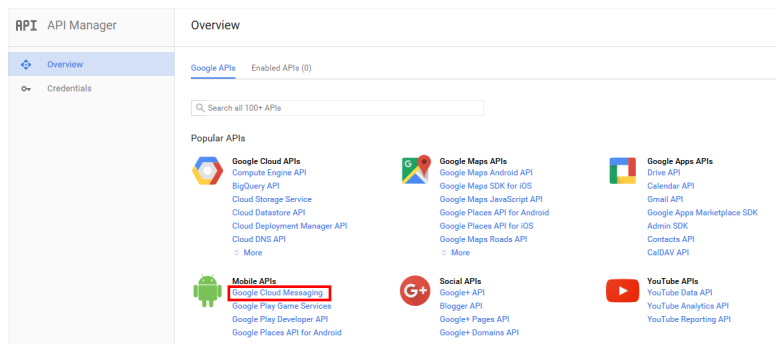 API API Manager
Overview
Overview
Credentials
Google APIs Enabled APIs (0)
Search all 100+ APIs
Popular APIs
Google Cloud APIs
Compute Engine API
BigQuery API
Cloud Storage Service
Cloud Datastore API
Cloud Deployment Manager API
Cloud DNS API
More
Google Maps APIs
Google Maps Android API
Google Maps SDK for iOS
Google Maps JavaScript API
Google Places API for Android
Google Places API for iOS
Google Maps Roads API
More
Google Apps APIs
Drive API
Calendar API
Gmail API
Google Apps Marketplace SDK
Admin SDK
Contacts API
CalDAV API
Mobile APIs
Google Cloud Messaging
Google Play Game Services
Google Play Developer API
Google Places API for Android
G+
Social APIs
Google+ API
Blogger API
Google+ Pages API
Google+ Domains API
YouTube APIs
YouTube Data API
YouTube Analytics API
YouTube Reporting API